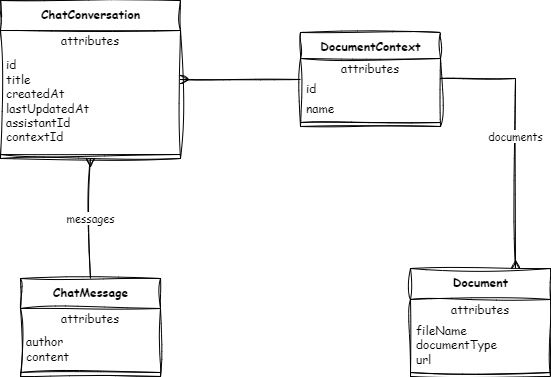 ChatConversation
attributes
id
title
createdAt
lastUpdatedAt
assistantId
contextId
DocumentContext
attributes
id
name
documents
messages
ChatMessage
attributes
author
content
Document
attributes
fileName
documentType
url